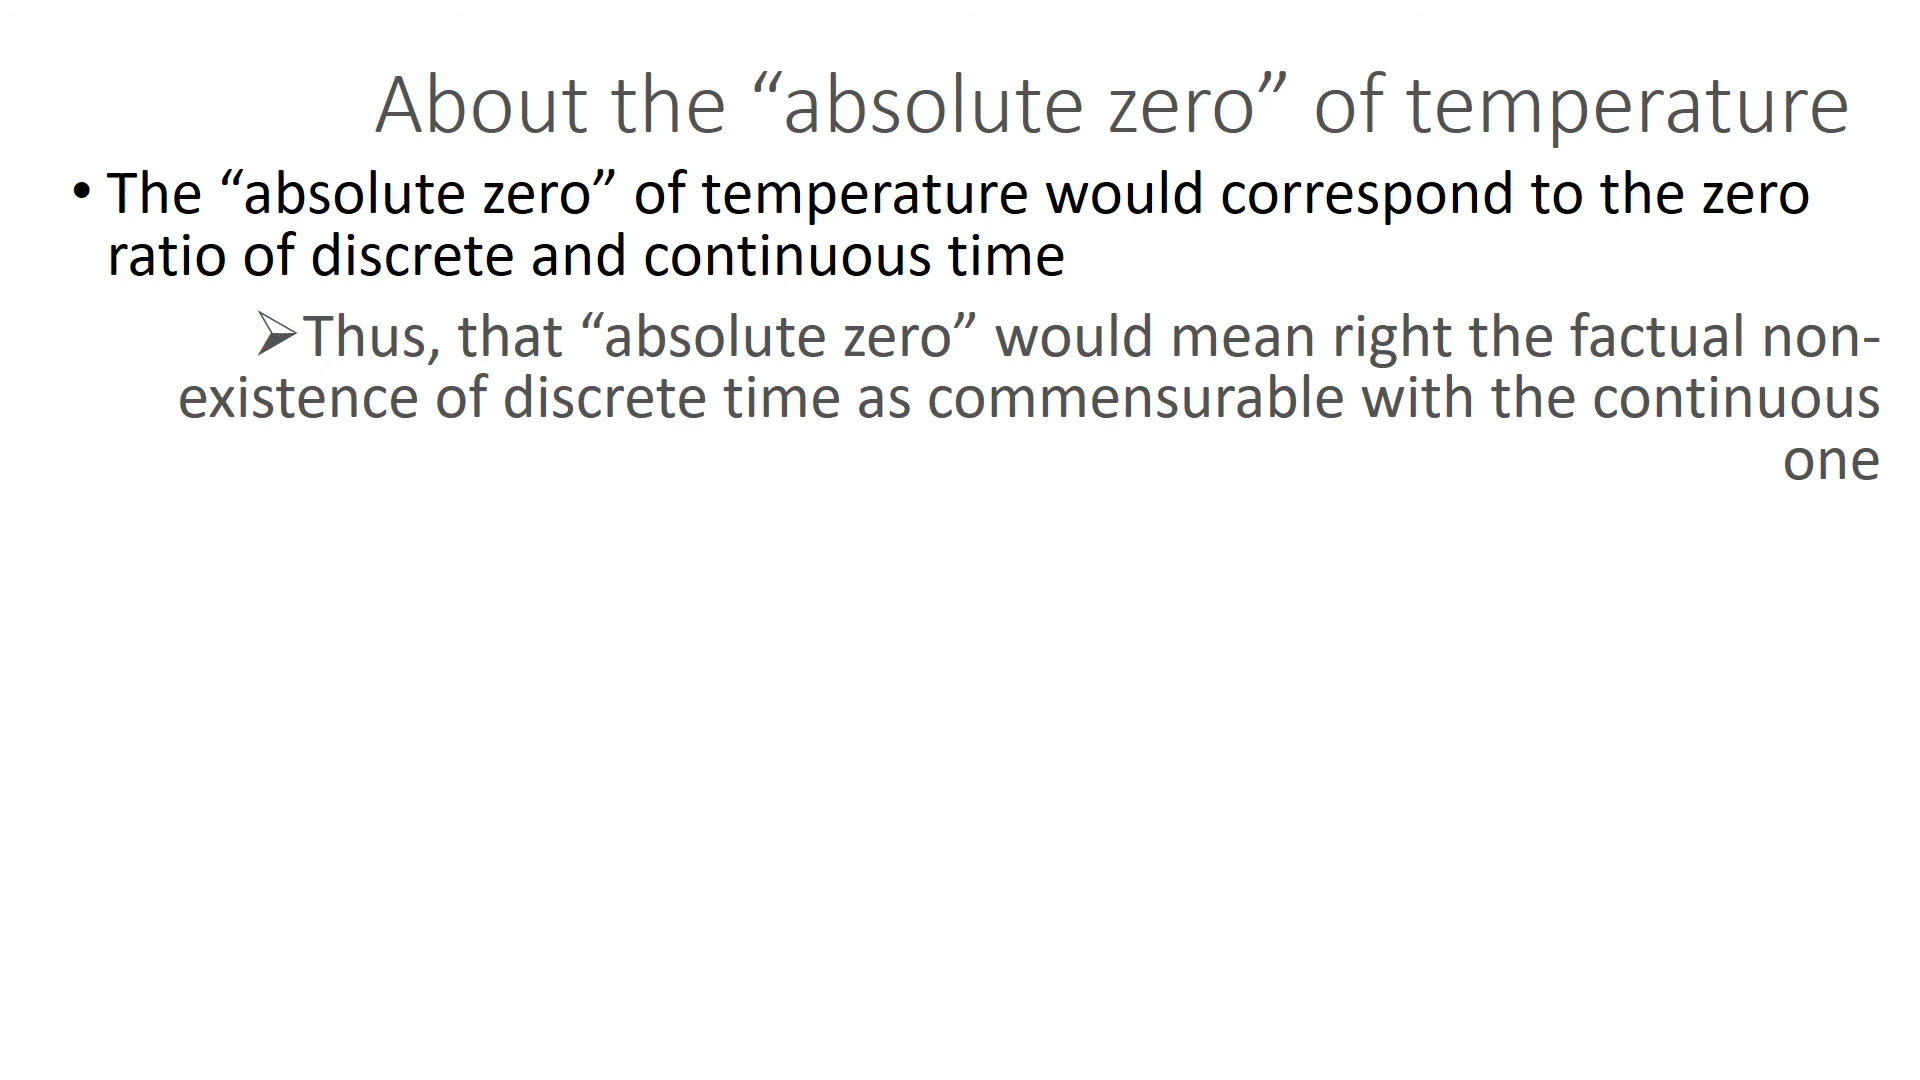 About the “absolute zero” of temperature
• The “absolute zero” of temperature would correspond to the zero
ratio of discrete and continuous time
➢Thus, that “absolute zero” would mean right the factual non-
existence of discrete time as commensurable with the continuous
one